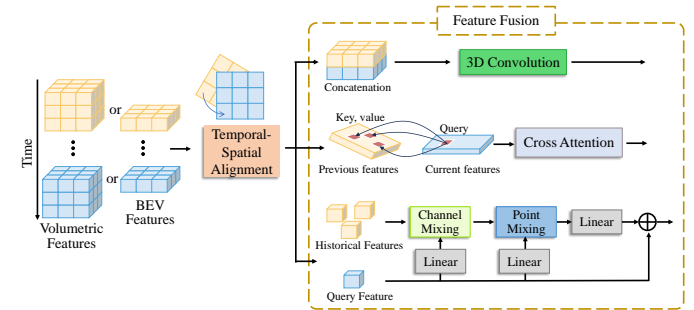 Feature Fusion
Time
or
or
Volumetric
Features
BEV
Features
Temporal-
Spatial
Alignment
Concatenation
3D Convolution
Key, value
Query
Previous features
Current features
Cross Attention
Historical Features
Channel
Mixing
Point
Mixing
Linear
Linear
Linear
Query Feature